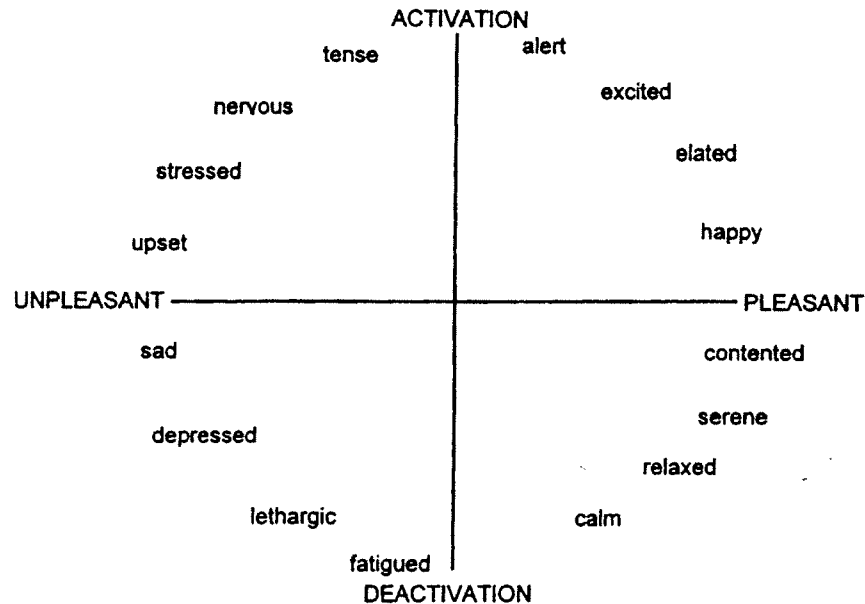 ACTIVATION
tense
alert
excited
nervous
elated
stressed
happy
upset
UNPLEASANT
PLEASANT
sad
contented
serene
depressed
relaxed
lethargic
calm
fatigued
DEACTIVATION